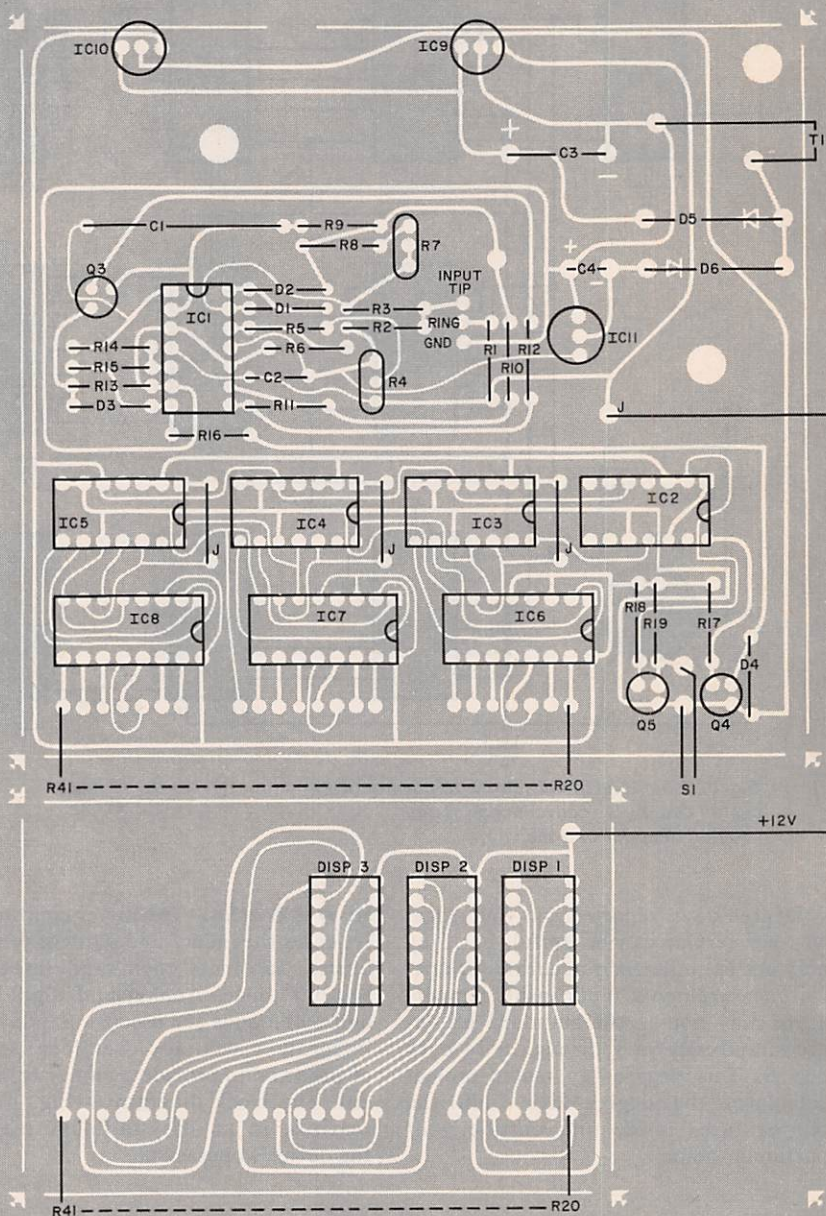 IC10
IC9
+
C3
−
T1
C1
R9
R8
R7
D5
Q3
+
C4
−
D6
INPUT
TIP
D2
D1
R3
IC1
R5
R2
RING
GND
R1
R12
R10
IC11
R14
R15
R13
D3
R6
C2
R4
R11
J
R16
IC5
IC4
IC3
IC2
J
J
J
IC8
IC7
IC6
R18
R19
R17
D4
Q5
Q4
S1
R41
R20
+12V
DISP 3
DISP 2
DISP 1
R41
R20